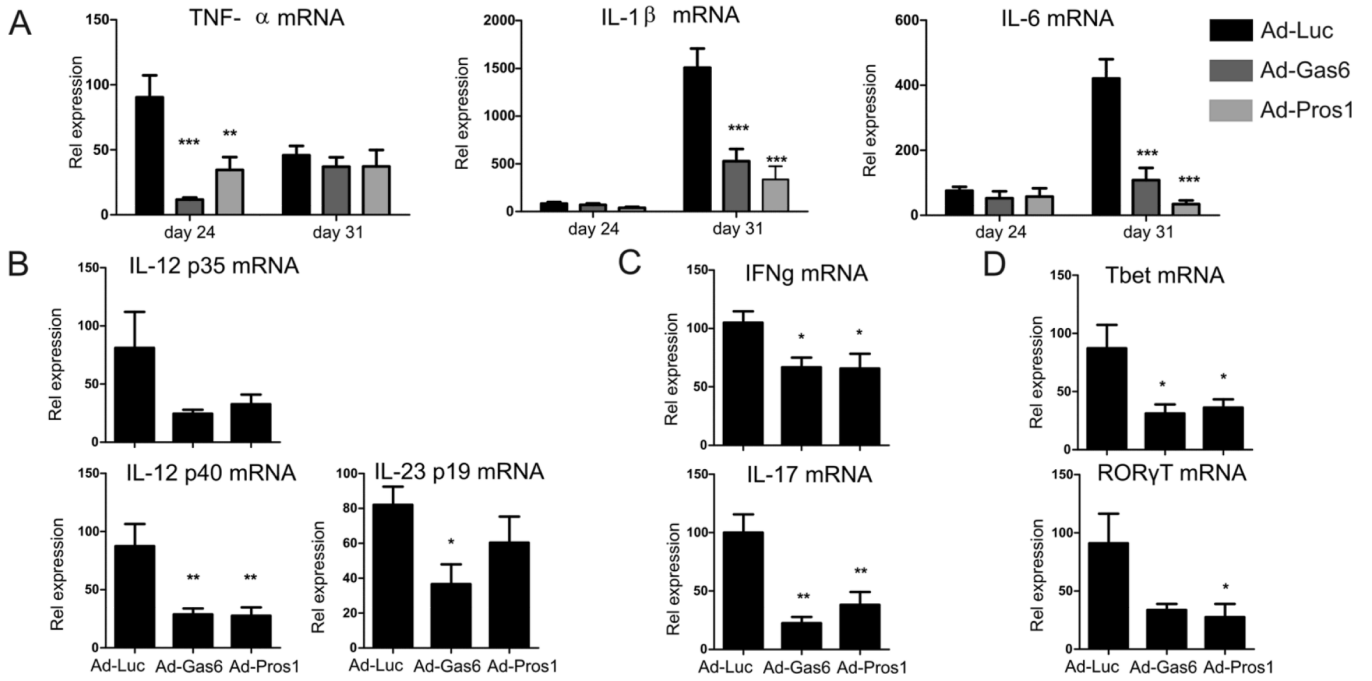 A
TNF- α mRNA
IL-1β mRNA
IL-6 mRNA
Ad-Luc
Ad-Gas6
Ad-Pros1
Rel expression
150
100
50
0
***
**
day 24
day 31
Rel expression
2000
1500
1000
500
0
***
***
day 24
day 31
Rel expression
600
400
200
0
***
***
day 24
day 31
B
IL-12 p35 mRNA
Rel expression
150
100
50
0
IL-12 p40 mRNA
Rel expression
150
100
50
0
**
**
Ad-Luc
Ad-Gas6
Ad-Pros1
IL-23 p19 mRNA
Rel expression
100
80
60
40
20
0
*
Ad-Luc
Ad-Gas6
Ad-Pros1
C
IFNg mRNA
Rel expression
150
100
50
0
*
*
IL-17 mRNA
Rel expression
150
100
50
0
**
**
Ad-Luc
Ad-Gas6
Ad-Pros1
D
Tbet mRNA
Rel expression
150
100
50
0
*
*
RORγT mRNA
Rel expression
150
100
50
0
*
Ad-Luc
Ad-Gas6
Ad-Pros1